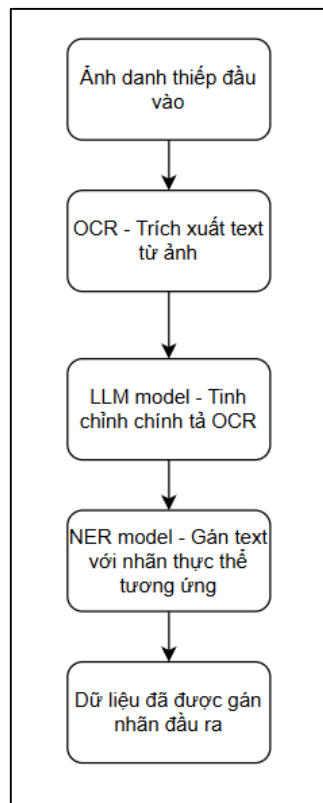 Ảnh danh thiếp đầu
vào
OCR - Trích xuất text
từ ảnh
LLM model - Tinh
chỉnh chính tả OCR
NER model - Gán text
với nhãn thực thể
tương ứng
Dữ liệu đã được gán
nhãn đầu ra